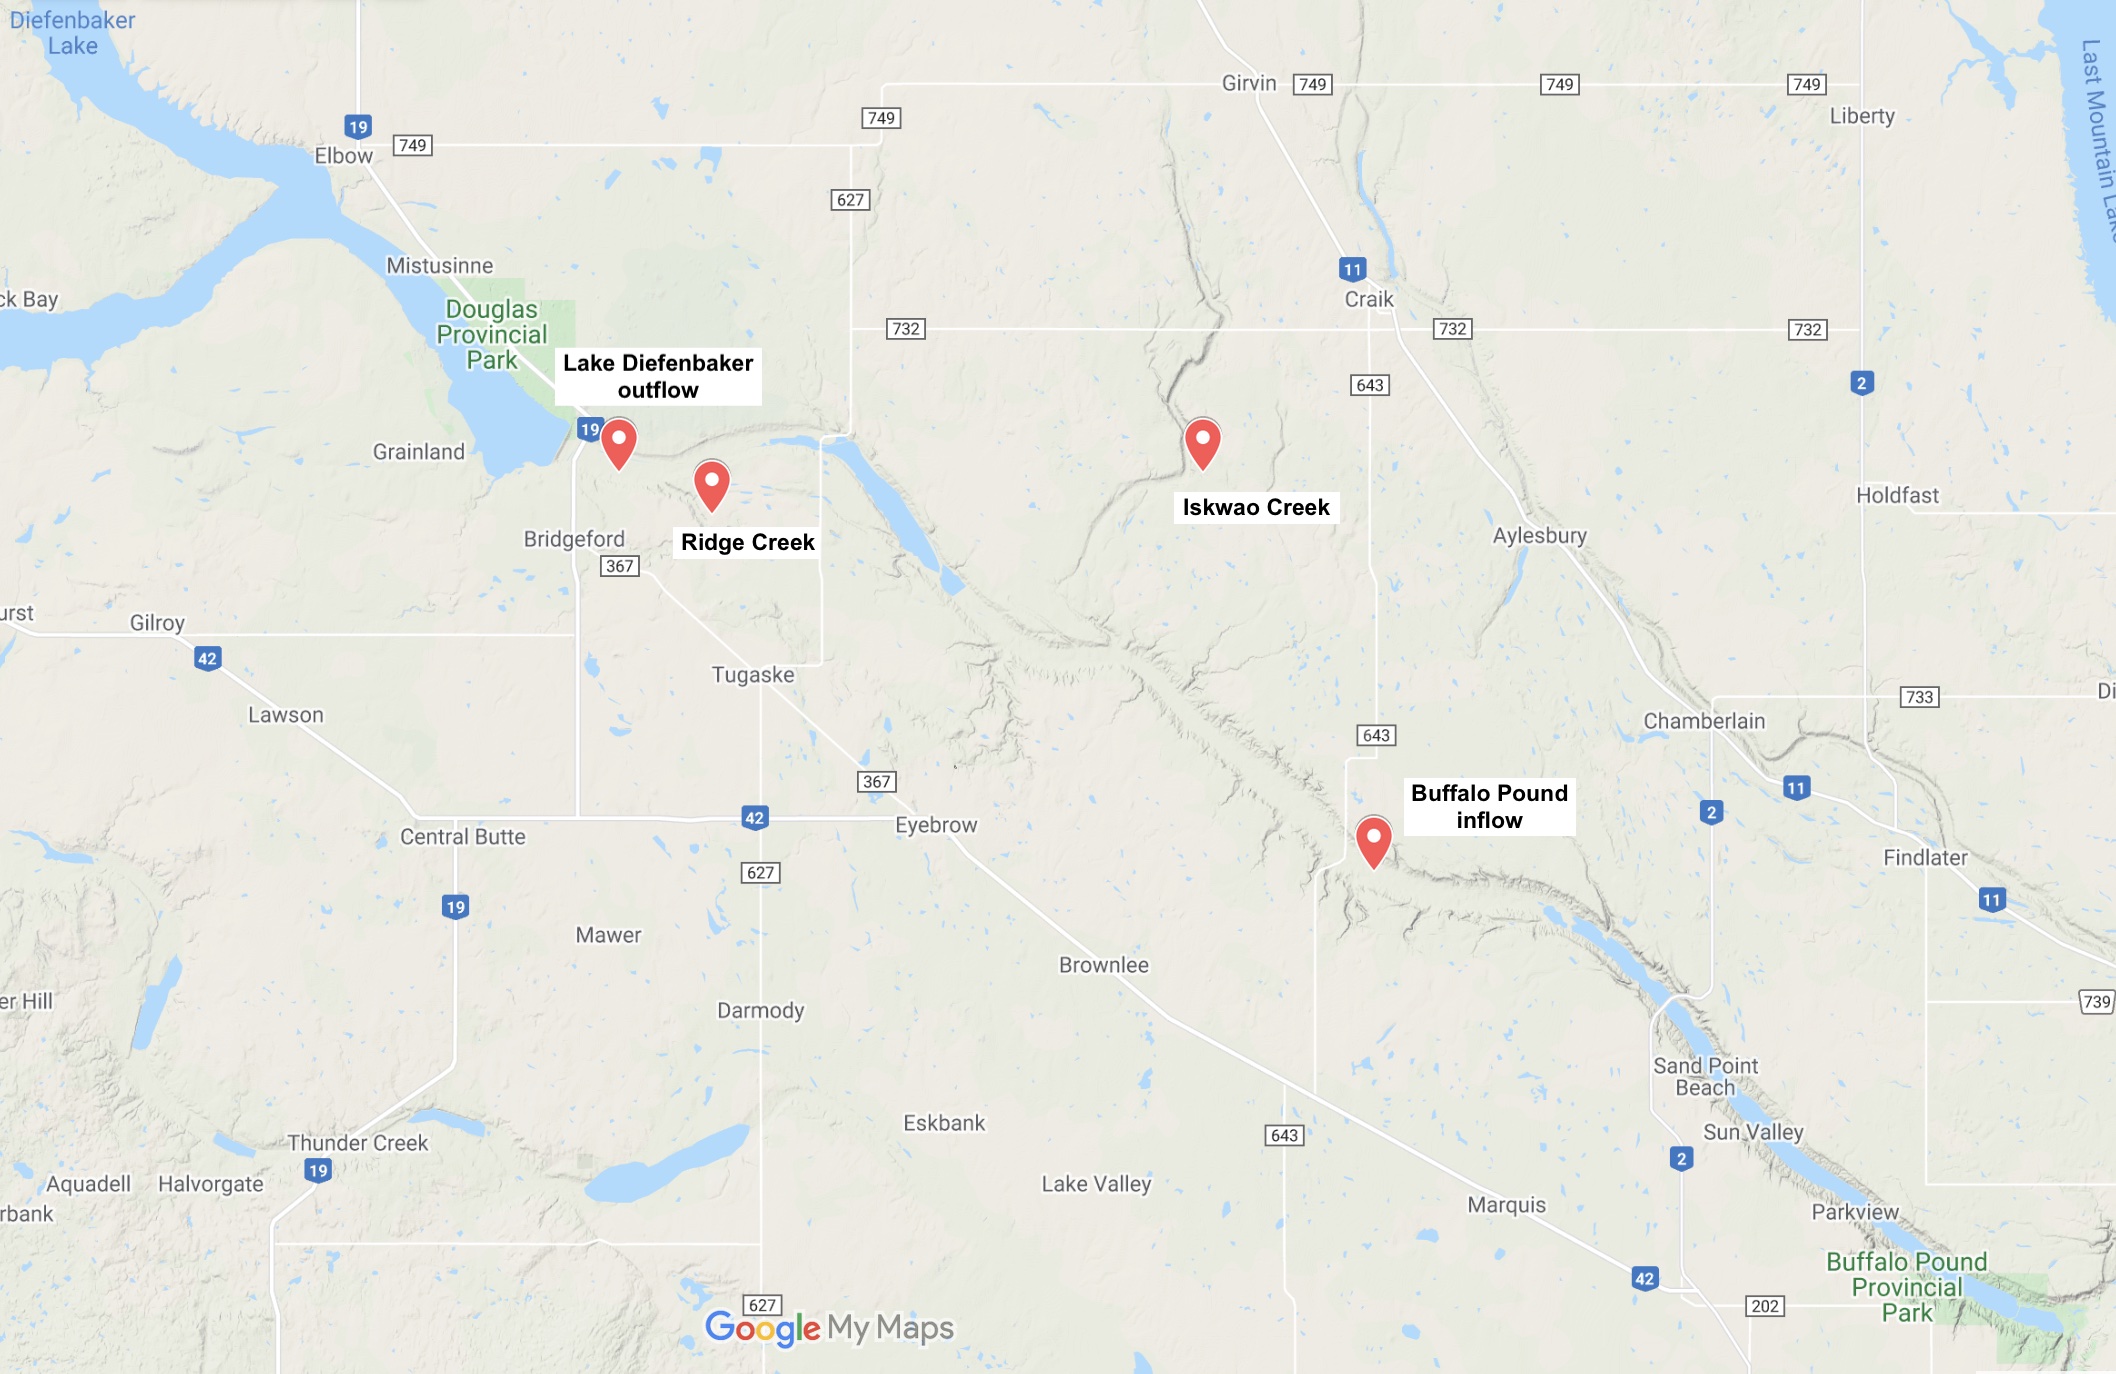 Diefenbaker
Lake
Girvin
749
749
749
749
Liberty
19
Elbow
749
627
Last Mountain Lake
Mistusinne
ck Bay
11
Craik
Douglas
Provincial
Park
732
732
732
Lake Diefenbaker
outflow
643
2
19
Grainland
Iskwao Creek
Holdfast
Bridgeford
Ridge Creek
Aylesbury
367
urst
Gilroy
42
Tugaske
Lawson
733
Di
Chamberlain
643
367
Buffalo Pound
inflow
11
2
42
Eyebrow
Central Butte
627
Findlater
19
11
Mawer
Brownlee
er Hill
Darmody
739
Sand Point
Beach
Eskbank
643
Sun Valley
Thunder Creek
19
2
Aquadell
Halvorgate
Lake Valley
rbank
Marquis
Parkview
Buffalo Pound
Provincial
Park
42
627
202
Google My Maps